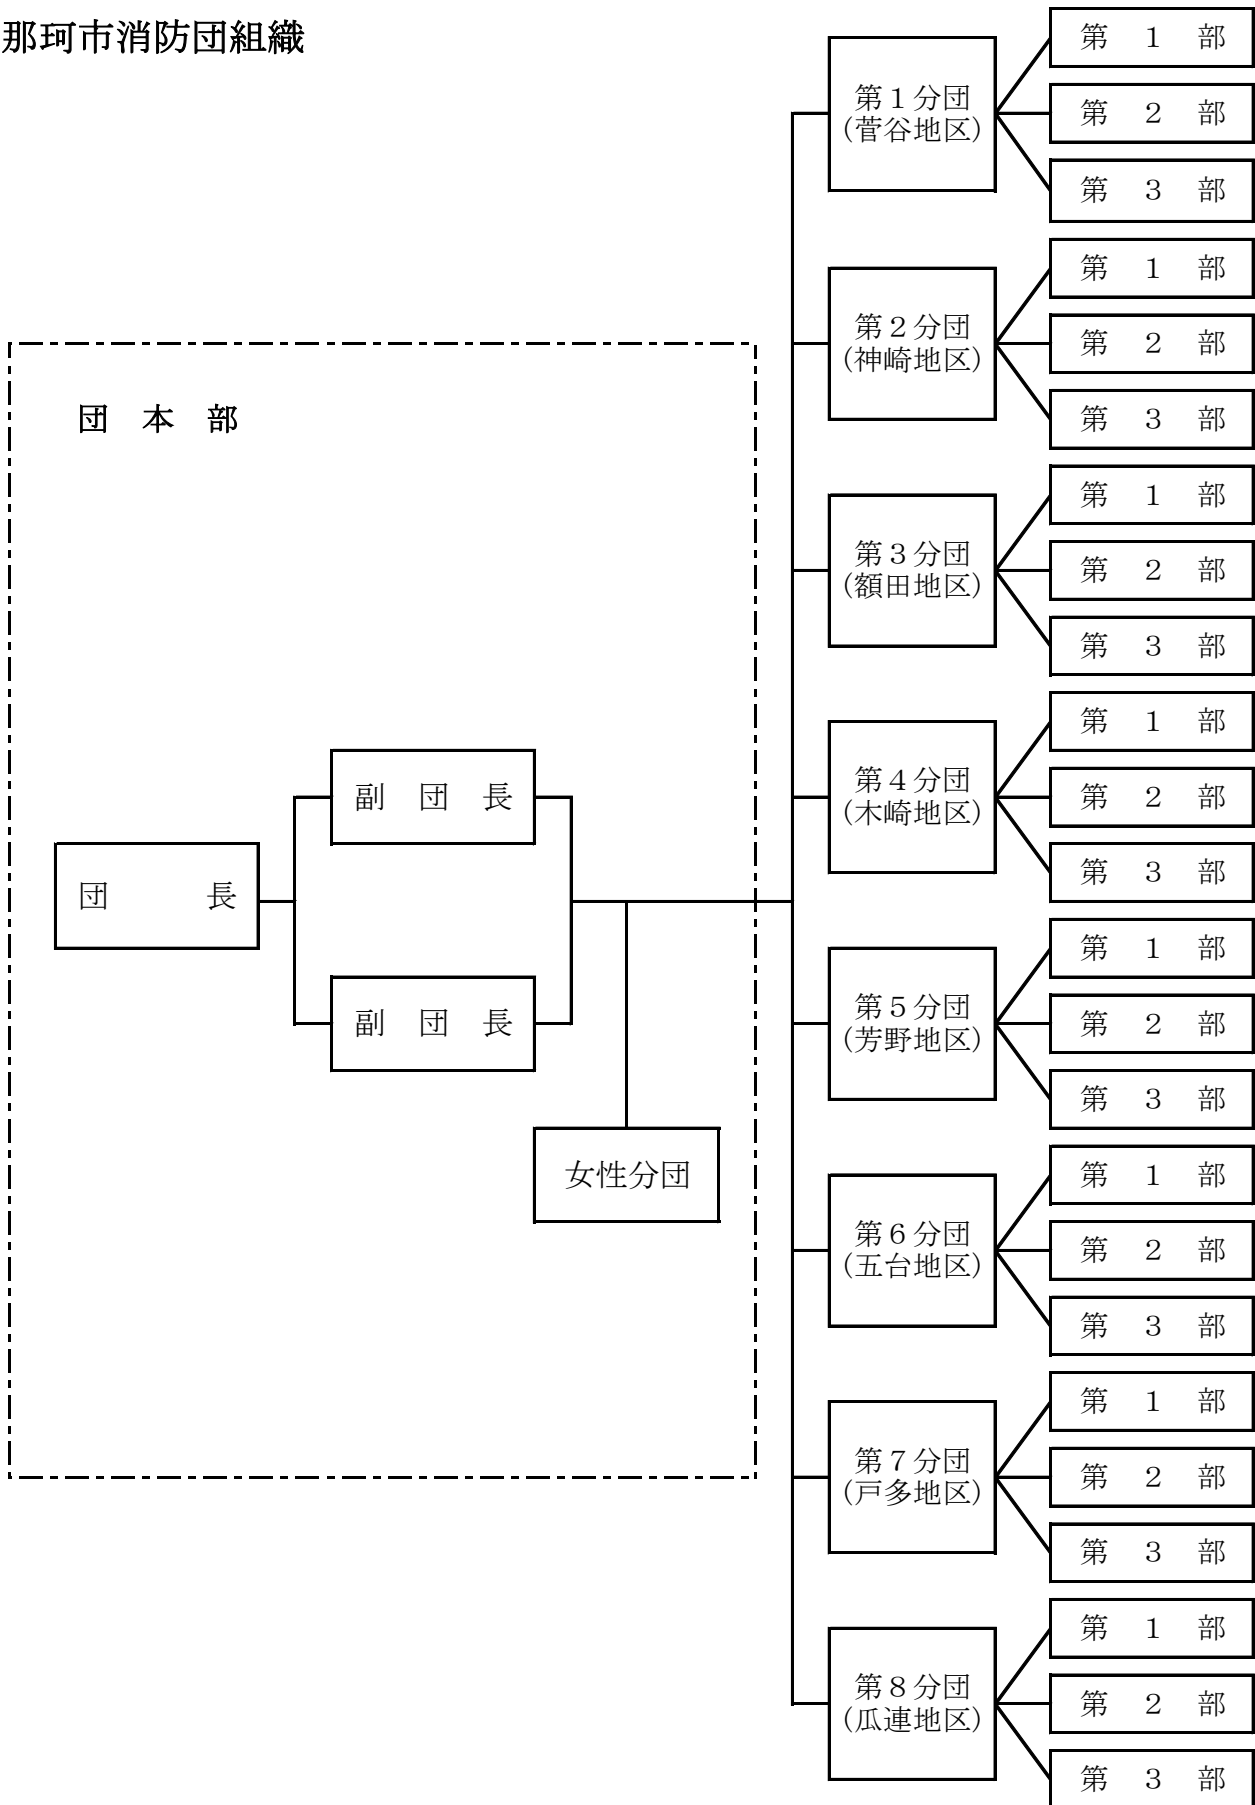 那珂市消防団組織
団本部
団長
副団長
副団長
女性分団
第１分団
(菅谷地区)
第１部
第２部
第３部
第２分団
(神崎地区)
第１部
第２部
第３部
第３分団
(額田地区)
第１部
第２部
第３部
第４分団
(木崎地区)
第１部
第２部
第３部
第５分団
(芳野地区)
第１部
第２部
第３部
第６分団
(五台地区)
第１部
第２部
第３部
第７分団
(戸多地区)
第１部
第２部
第３部
第８分団
(瓜連地区)
第１部
第２部
第３部